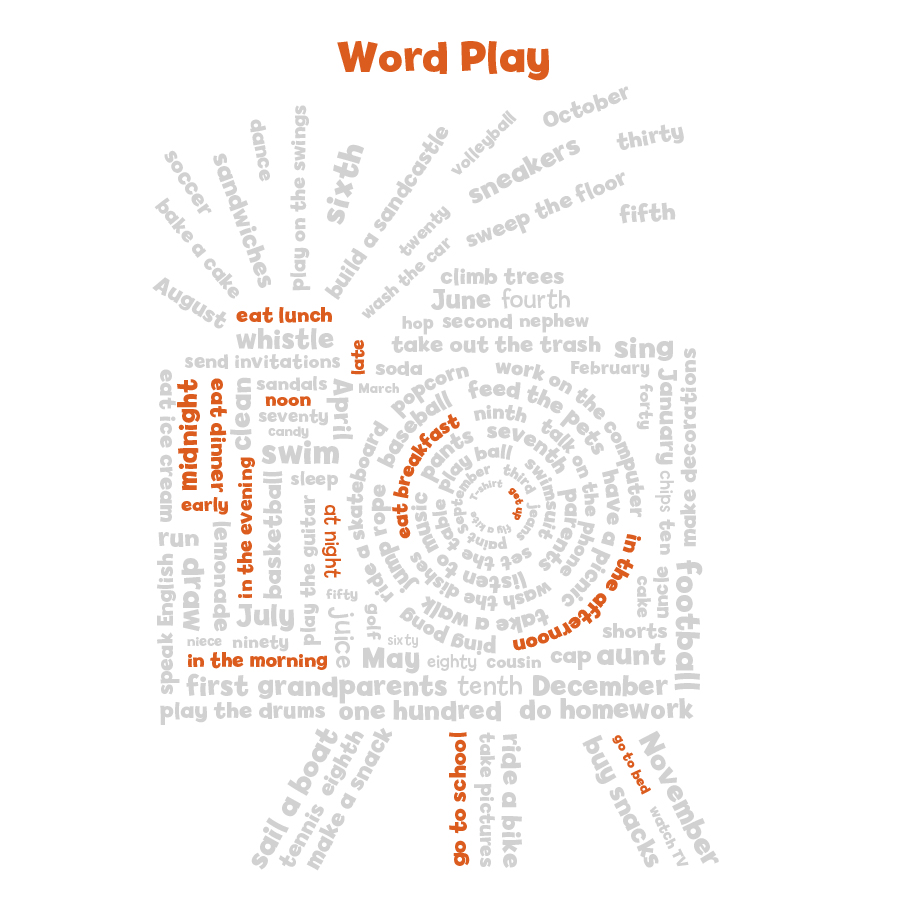 Word Play
October
thirty
volleyball
dance
play on the swings
sixth
build a sandcastle
sneakers
soccer
sandwiches
sweep the floor
fifth
twenty
bake a cake
wash the car
August
climb trees
June fourth
eat lunch
hop second nephew
whistle
late
take out the trash
sing
send invitations
soda
February
eat ice cream
midnight
eat dinner
clean
sandals
April
March
popcorn
work on the computer
forty
January
make decorations
noon
seventy
candy
swim
sleep
baseball
feed the pets
ninth
eat breakfast
pants
seventh
talk on the phone
play ball
swimsuit
have a picnic
early
in the evening
basketball
play the guitar
at night
ride a skateboard
jump rope
listen to music
set the table
September
third
T-shirt
get up
jeans
fly a kite
paint
parents
wash the dishes
take a walk
ping pong
in the afternoon
chips
ten
run
speak English
draw
lemonade
fifty
football
uncle
cake
July
juice
golf
sixty
shorts
niece
ninety
in the morning
May
eighty
cousin
cap
aunt
first grandparents tenth December
play the drums one hundred do homework
sail a boat
tennis
eighth
make a snack
go to school
take pictures
ride a bike
buy snacks
go to bed
November
watch TV